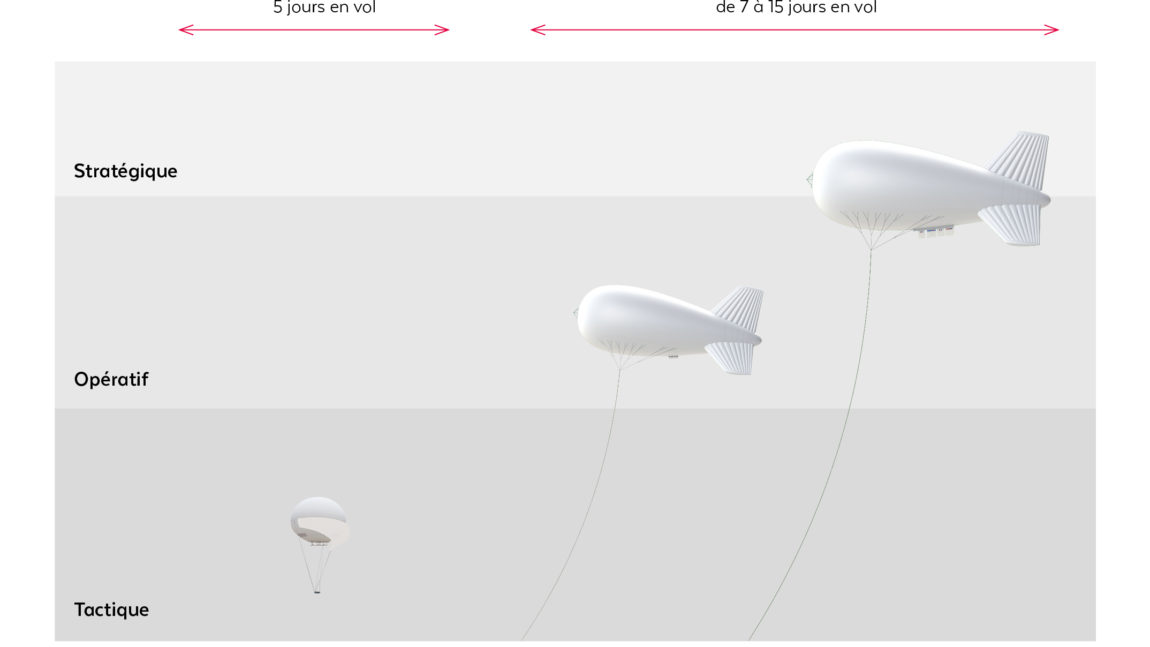 5 jours en vol
de 7 à 15 jours en vol
Stratégique
Opératif
Tactique